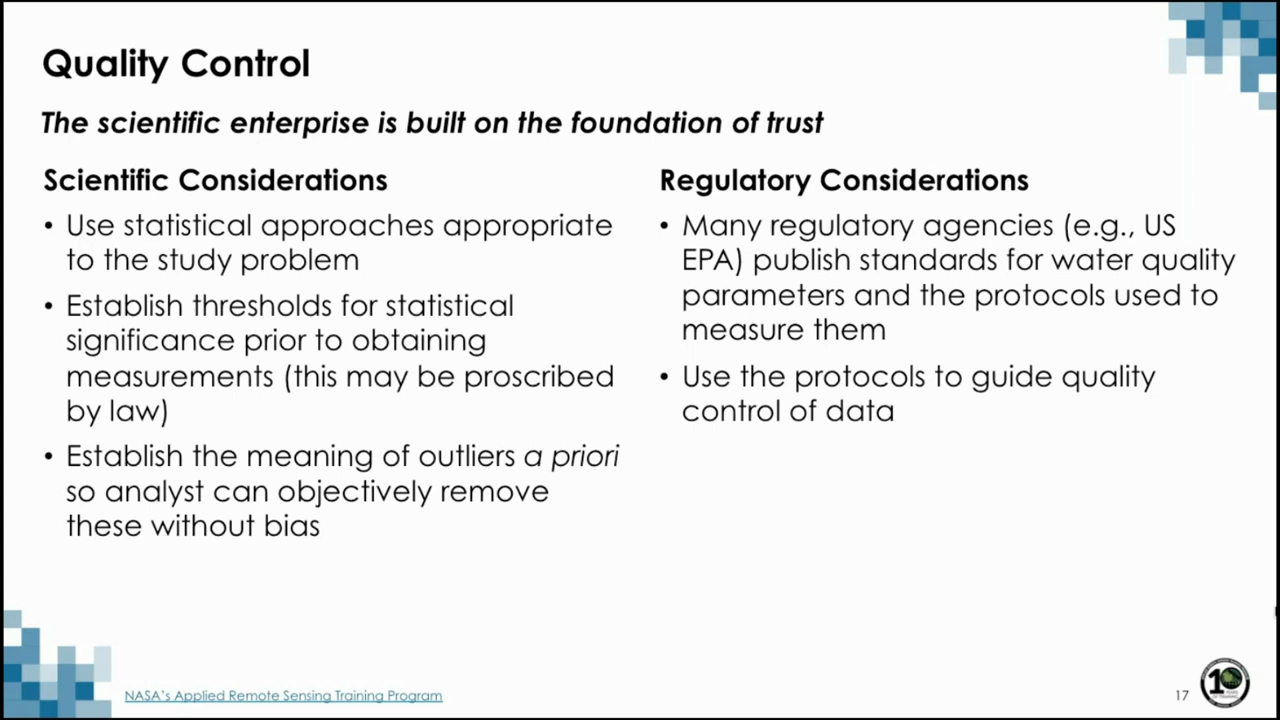 Quality Control
The scientific enterprise is built on the foundation of trust
Scientific Considerations
• Use statistical approaches appropriate
to the study problem
• Establish thresholds for statistical
significance prior to obtaining
measurements (this may be proscribed
by law)
• Establish the meaning of outliers a priori
so analyst can objectively remove
these without bias
Regulatory Considerations
• Many regulatory agencies (e.g., US
EPA) publish standards for water quality
parameters and the protocols used to
measure them
• Use the protocols to guide quality
control of data
NASA's Applied Remote Sensing Training Program
17
10